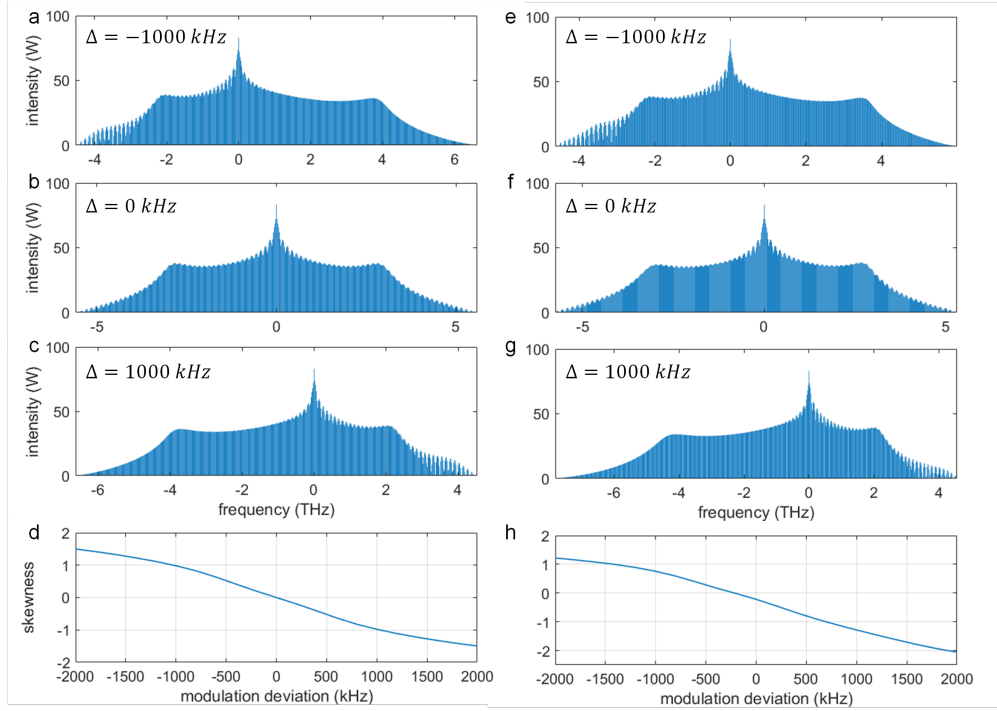 a
100
50
0
intensity (W)
Δ = −1000 kHz
-4 -2 0 2 4 6
b
100
50
0
intensity (W)
Δ = 0 kHz
-5 0 5
c
100
50
0
intensity (W)
Δ = 1000 kHz
-6 -4 -2 0 2 4
frequency (THz)
d
2
1
0
-1
-2
skewness
-2000 -1500 -1000 -500 0 500 1000 1500 2000
modulation deviation (kHz)
e
100
50
0
Δ = −1000 kHz
-4 -2 0 2 4
f
100
50
0
Δ = 0 kHz
-5 0 5
g
100
50
0
Δ = 1000 kHz
-6 -4 -2 0 2 4
frequency (THz)
h
2
1
0
-1
-2
-2000 -1500 -1000 -500 0 500 1000 1500 2000
modulation deviation (kHz)